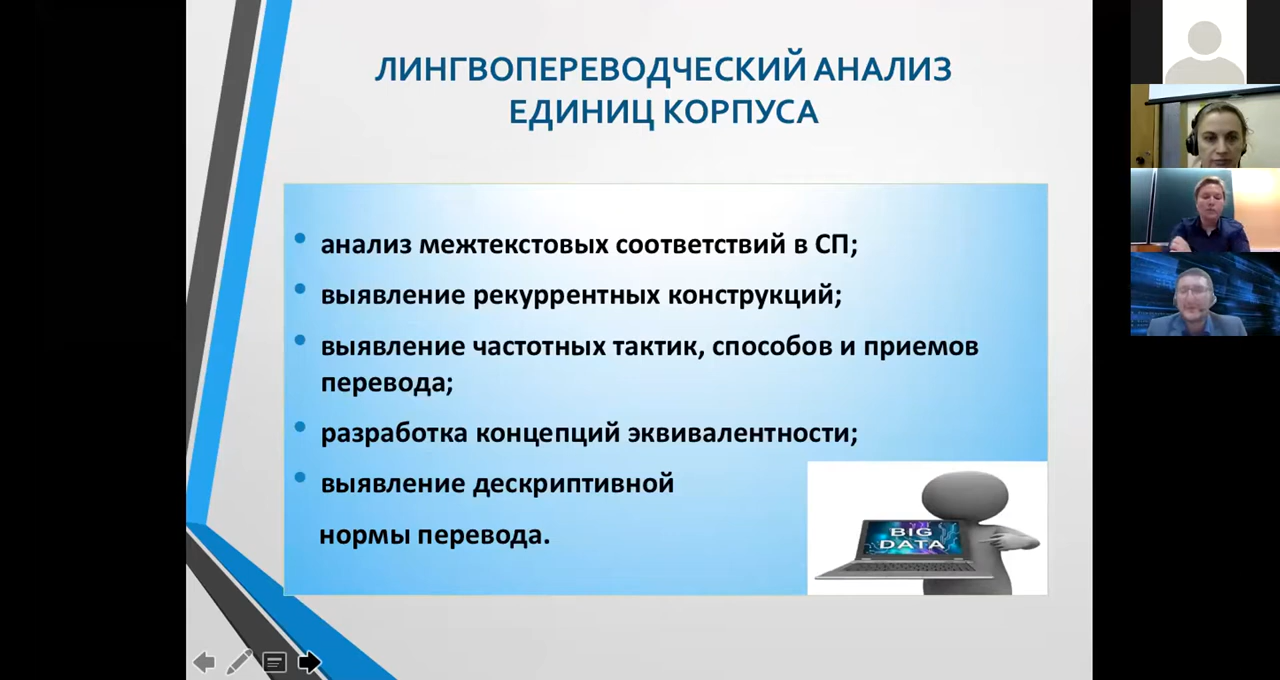 ЛИНГВОПЕРЕВОДЧЕСКИЙ АНАЛИЗ
ЕДИНИЦ КОРПУСА
• анализ межтекстовых соответствий в СП;
• выявление рекуррентных конструкций;
• выявление частотных тактик, способов и приемов
перевода;
• разработка концепций эквивалентности;
• выявление дескриптивной
нормы перевода.
BIG
DATA